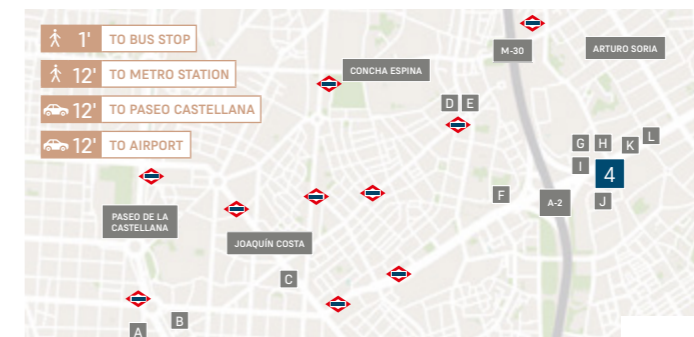 1' TO BUS STOP
12' TO METRO STATION
12' TO PASEO CASTELLANA
12' TO AIRPORT
M-30
ARTURO SORIA
CONCHA ESPINA
D E
G H K L
I 4
F A-2 J
PASEO DE LA
CASTELLANA
JOAQUÍN COSTA
C
B
A